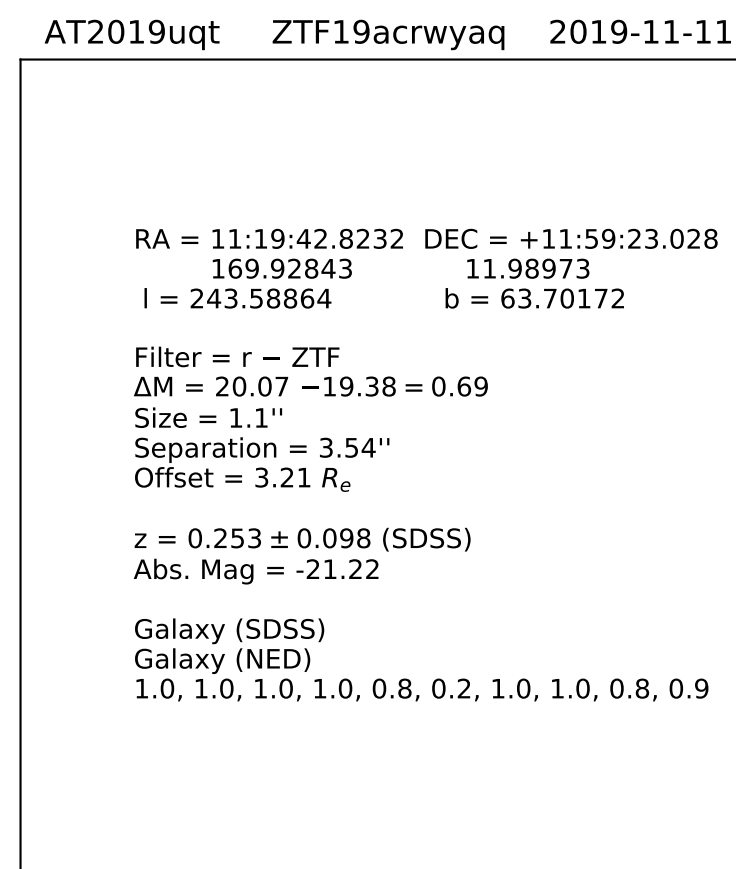 AT2019uqt ZTF19acrwyaq 2019-11-11
RA = 11:19:42.8232 DEC = +11:59:23.028
169.92843 11.98973
l = 243.58864 b = 63.70172
Filter = r − ZTF
ΔM = 20.07 −19.38 = 0.69
Size = 1.1''
Separation = 3.54''
Offset = 3.21 Re
z = 0.253 ± 0.098 (SDSS)
Abs. Mag = -21.22
Galaxy (SDSS)
Galaxy (NED)
1.0, 1.0, 1.0, 1.0, 0.8, 0.2, 1.0, 1.0, 0.8, 0.9